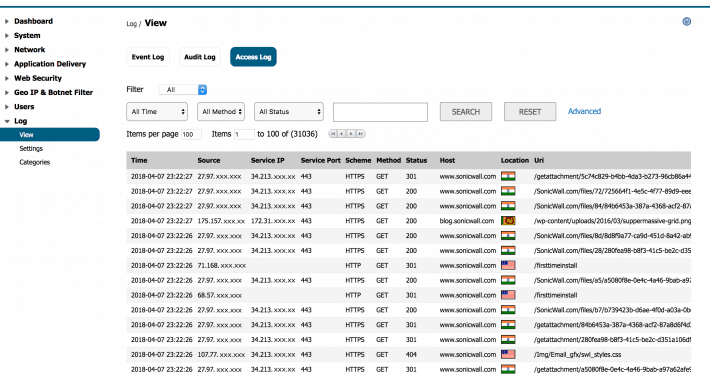 Log / View
Dashboard
System
Network
Application Delivery
Web Security
Geo IP & Botnet Filter
Users
Log
View
Settings
Categories
Event Log Audit Log Access Log
Filter All
All Time All Method All Status SEARCH RESET Advanced
Items per page 100 Items 1 to 100 of (31036)
Time Source Service IP Service Port Scheme Method Status Host Location Uri
2018-04-07 23:22:27 27.97. xxx.xxx 34.213. xxx.xx 443 HTTPS GET 301 www.sonicwall.com /getattachment/5c74c829-b4bb-4da3-b273-96cb86a44
2018-04-07 23:22:27 27.97. xxx.xxx 34.213. xxx.xx 443 HTTPS GET 200 www.sonicwall.com /SonicWall.com/files/72/725664f1-4e5c-4f77-89d9-eee
2018-04-07 23:22:27 27.97. xxx.xxx 34.213. xxx.xx 443 HTTPS GET 200 www.sonicwall.com /SonicWall.com/files/84/84b6453a-387a-4368-acf2-87a
2018-04-07 23:22:27 175.157. xxx.xx 172.31. xxx.xx 443 HTTPS GET 200 blog.sonicwall.com /wp-content/uploads/2016/03/suppermassive-grid.png
2018-04-07 23:22:26 27.97. xxx.xxx 34.213. xxx.xx 443 HTTPS GET 200 www.sonicwall.com /SonicWall.com/files/8d/8d8f9a77-ca9d-451d-8a42-ab
2018-04-07 23:22:26 27.97. xxx.xxx 34.213. xxx.xx 443 HTTPS GET 200 www.sonicwall.com /SonicWall.com/files/28/280fea98-b8f3-41c5-be2c-d35
2018-04-07 23:22:26 71.168. xxx.xxx HTTP GET 301 www.sonicwall.com /firsttimeinstall
2018-04-07 23:22:26 27.97. xxx.xxx 34.213. xxx.xx 443 HTTPS GET 200 www.sonicwall.com /SonicWall.com/files/a5/a5080f8e-0e4c-4a46-9bab-a97
2018-04-07 23:22:26 68.57. xxx.xxx HTTP GET 301 www.sonicwall.com /firsttimeinstall
2018-04-07 23:22:26 27.97. xxx.xxx 34.213. xxx.xx 443 HTTPS GET 200 www.sonicwall.com /SonicWall.com/files/b7/b739423b-d6ae-4f0d-a03a-0b
2018-04-07 23:22:26 27.97. xxx.xxx 34.213. xxx.xx 443 HTTPS GET 301 www.sonicwall.com /getattachment/84b6453a-387a-4368-acf2-87a8d6f4d
2018-04-07 23:22:26 27.97. xxx.xxx 34.213. xxx.xx 443 HTTPS GET 301 www.sonicwall.com /getattachment/280fea98-b8f3-41c5-be2c-d351a106df
2018-04-07 23:22:26 107.77. xxx.xxx 34.213. xxx.xx 443 HTTPS GET 404 www.sonicwall.com /Img/Email_gfx/swl_styles.css
2018-04-07 23:22:26 27.97. xxx.xxx 34.213. xxx.xx 443 HTTPS GET 301 www.sonicwall.com /getattachment/a5080f8e-0e4c-4a46-9bab-a97a62afe